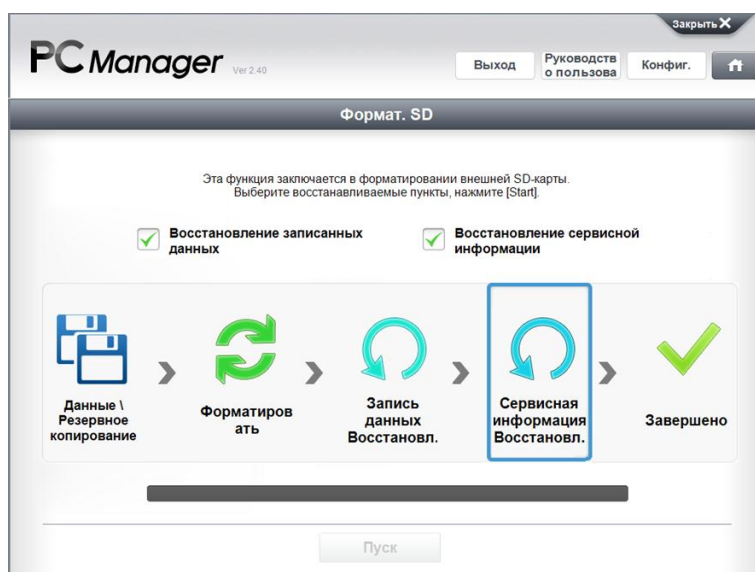 Закрыть X
PC Manager Ver 2.40
Выход
Руководств
о пользова
Конфиг.
Формат. SD
Эта функция заключается в форматировании внешней SD-карты.
Выберите восстанавливаемые пункты, нажмите [Start].
Восстановление записанных
данных
Восстановление сервисной
информации
Данные \
Резервное
копирование
Форматиров
ать
Запись
данных
Восстановл.
Сервисная
информация
Восстановл.
Завершено
Пуск